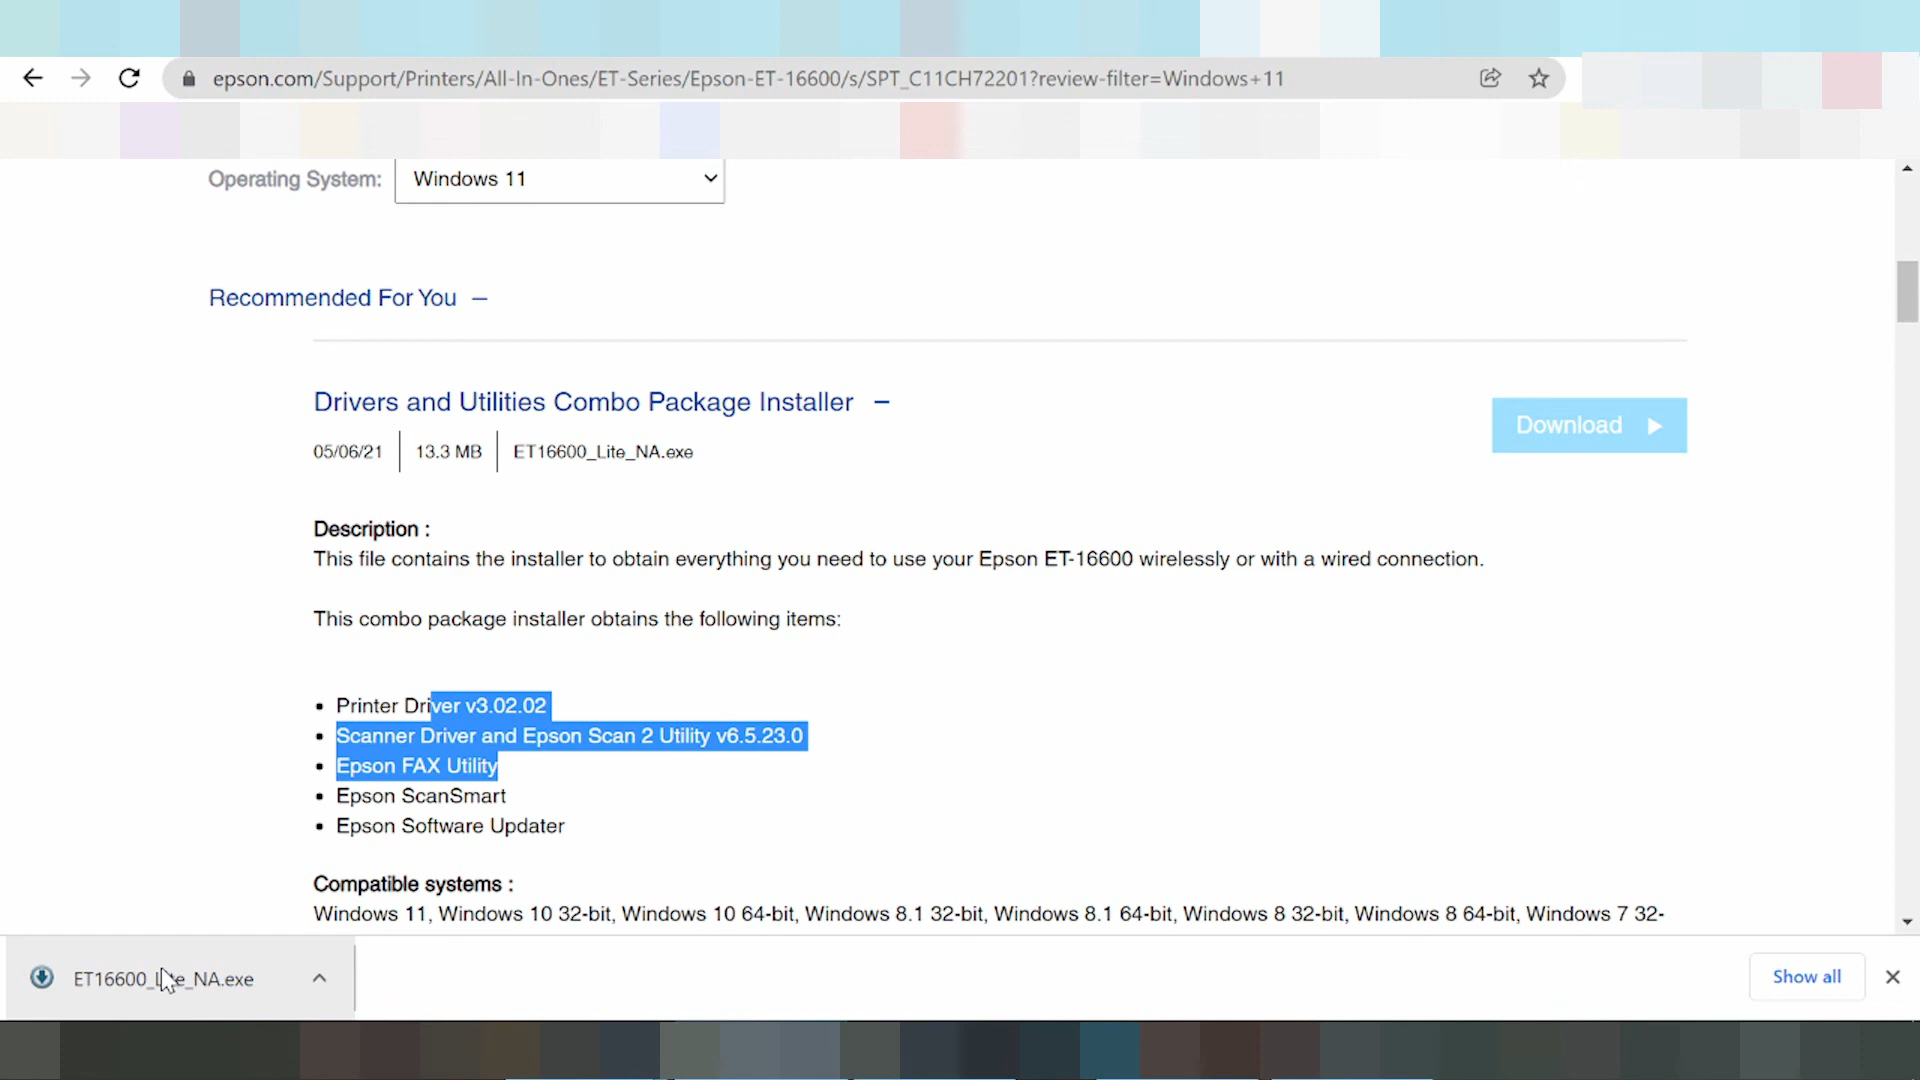 epson.com/Support/Printers/All-In-Ones/ET-Series/Epson-ET-16600/s/SPT_C11CH72201?review-filter=Windows+11
Operating System: Windows 11
Recommended For You –
Drivers and Utilities Combo Package Installer –
Download
05/06/21 | 13.3 MB | ET16600_Lite_NA.exe
Description :
This file contains the installer to obtain everything you need to use your Epson ET-16600 wirelessly or with a wired connection.
This combo package installer obtains the following items:
• Printer Driver v3.02.02
• Scanner Driver and Epson Scan 2 Utility v6.5.23.0
• Epson FAX Utility
• Epson ScanSmart
• Epson Software Updater
Compatible systems :
Windows 11, Windows 10 32-bit, Windows 10 64-bit, Windows 8.1 32-bit, Windows 8.1 64-bit, Windows 8 32-bit, Windows 8 64-bit, Windows 7 32-
ET16600_Lite_NA.exe
Show all